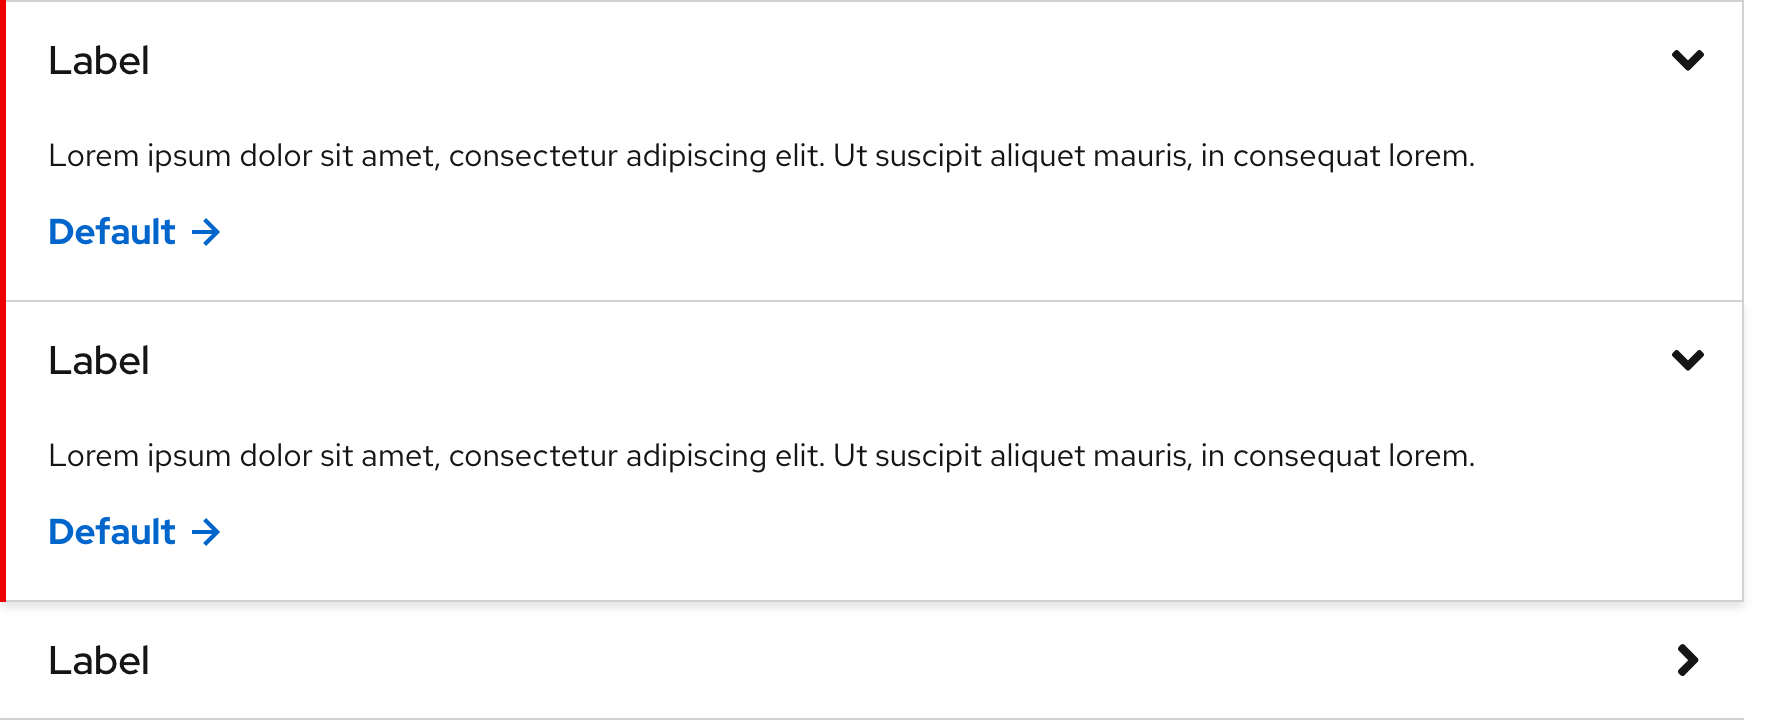 Label
Lorem ipsum dolor sit amet, consectetur adipiscing elit. Ut suscipit aliquet mauris, in consequat lorem.
Default →
Label
Lorem ipsum dolor sit amet, consectetur adipiscing elit. Ut suscipit aliquet mauris, in consequat lorem.
Default →
Label